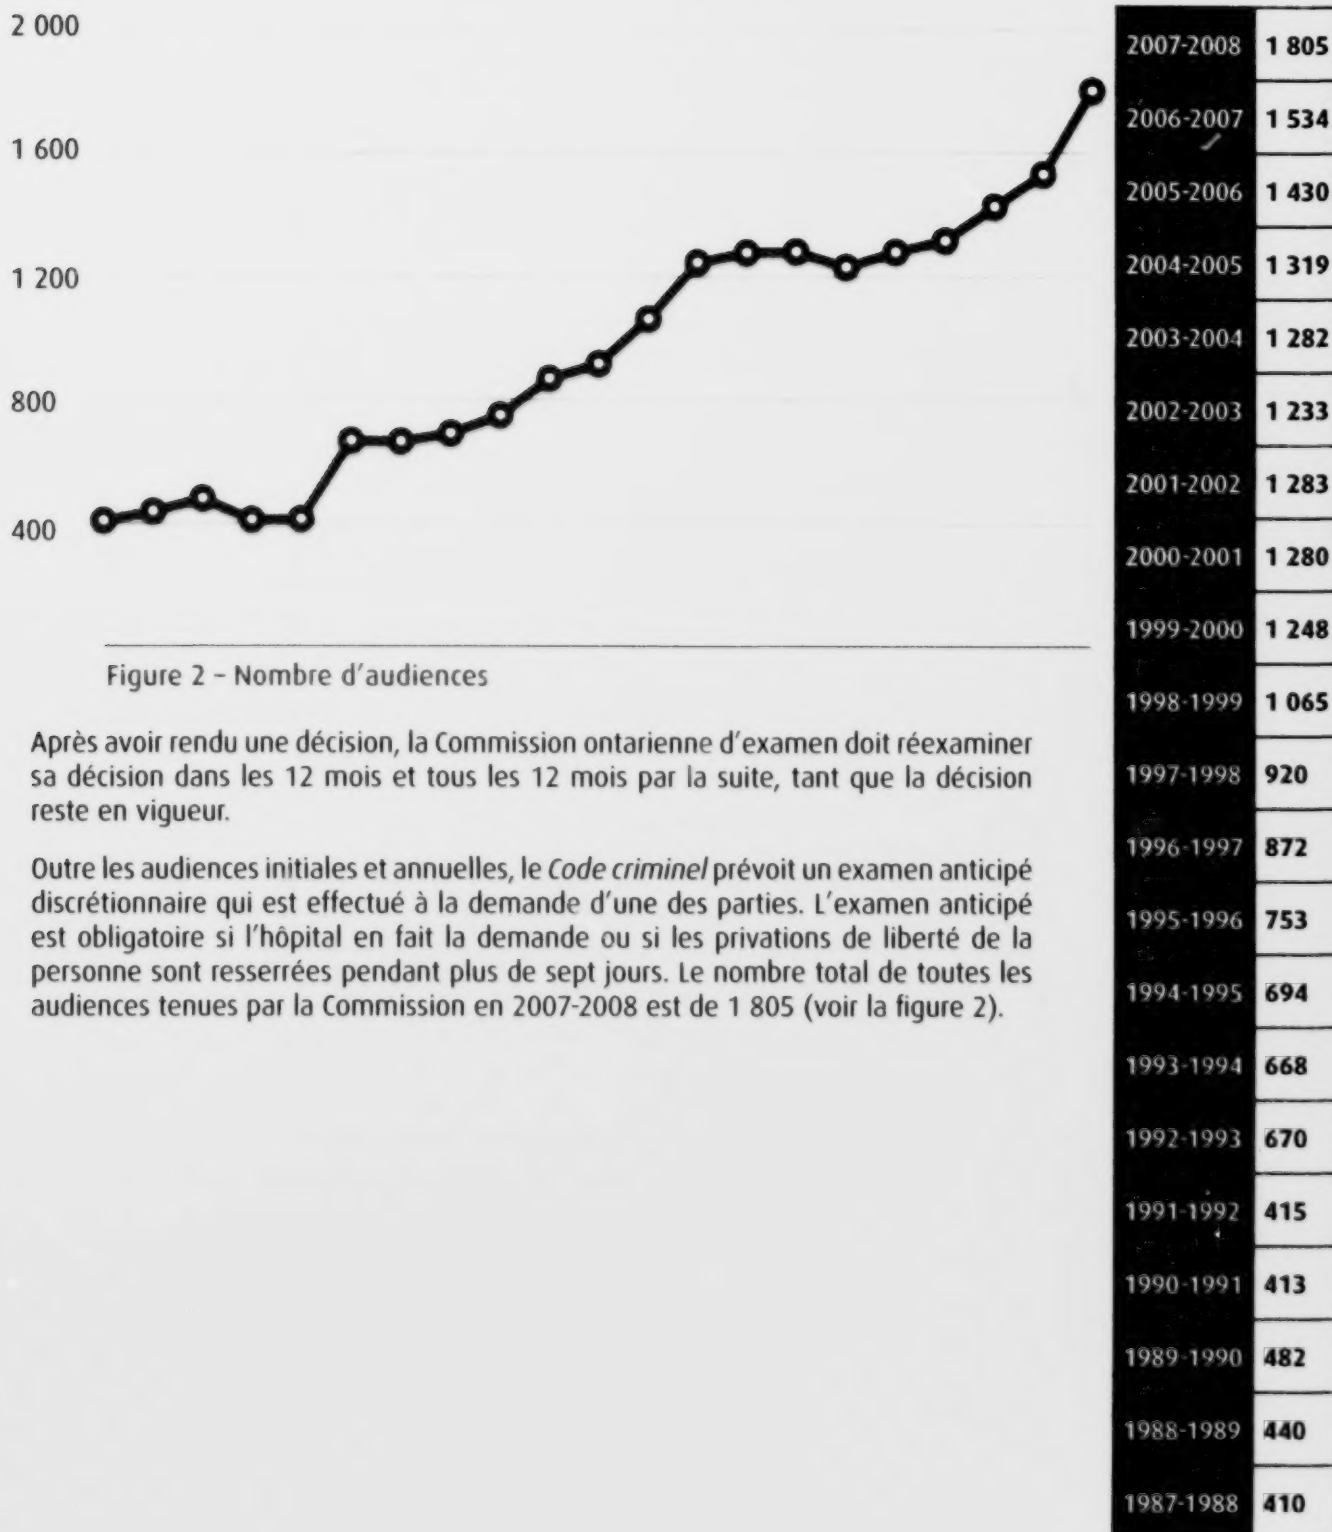 2 000
1 600
1 200
800
400
Figure 2 – Nombre d'audiences
Après avoir rendu une décision, la Commission ontarienne d'examen doit réexaminer
sa décision dans les 12 mois et tous les 12 mois par la suite, tant que la décision
reste en vigueur.
Outre les audiences initiales et annuelles, le Code criminel prévoit un examen anticipé
discrétionnaire qui est effectué à la demande d'une des parties. L'examen anticipé
est obligatoire si l'hôpital en fait la demande ou si les privations de liberté de la
personne sont resserrées pendant plus de sept jours. Le nombre total de toutes les
audiences tenues par la Commission en 2007-2008 est de 1 805 (voir la figure 2).
2007-2008 1 805
2006-2007 1 534
2005-2006 1 430
2004-2005 1 319
2003-2004 1 282
2002-2003 1 233
2001-2002 1 283
2000-2001 1 280
1999-2000 1 248
1998-1999 1 065
1997-1998 920
1996-1997 872
1995-1996 753
1994-1995 694
1993-1994 668
1992-1993 670
1991-1992 415
1990-1991 413
1989-1990 482
1988-1989 440
1987-1988 410